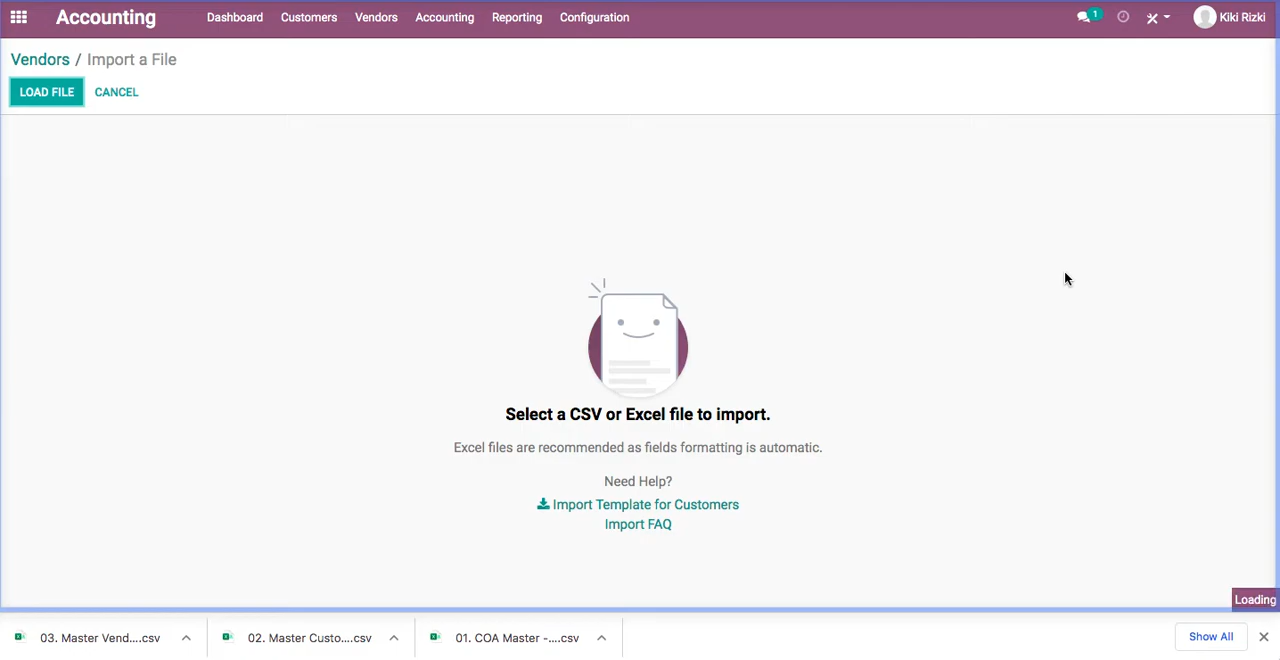 Accounting Dashboard Customers Vendors Accounting Reporting Configuration 1 Kiki Rizki
Vendors / Import a File
LOAD FILE CANCEL
Select a CSV or Excel file to import.
Excel files are recommended as fields formatting is automatic.
Need Help?
Import Template for Customers
Import FAQ
Loading
03. Master Vend....csv 02. Master Custo....csv 01. COA Master -....csv Show All